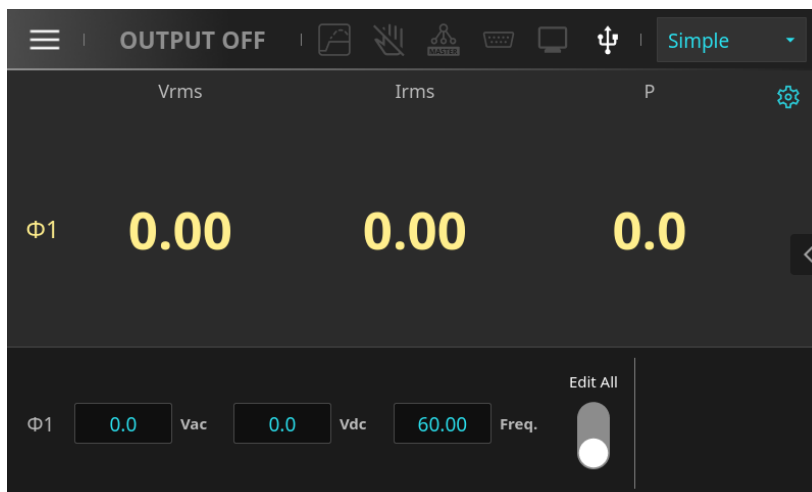 OUTPUT OFF MASTER Simple
Vrms Irms P
Φ1 0.00 0.00 0.0
Edit All
Φ1 0.0 Vac 0.0 Vdc 60.00 Freq.